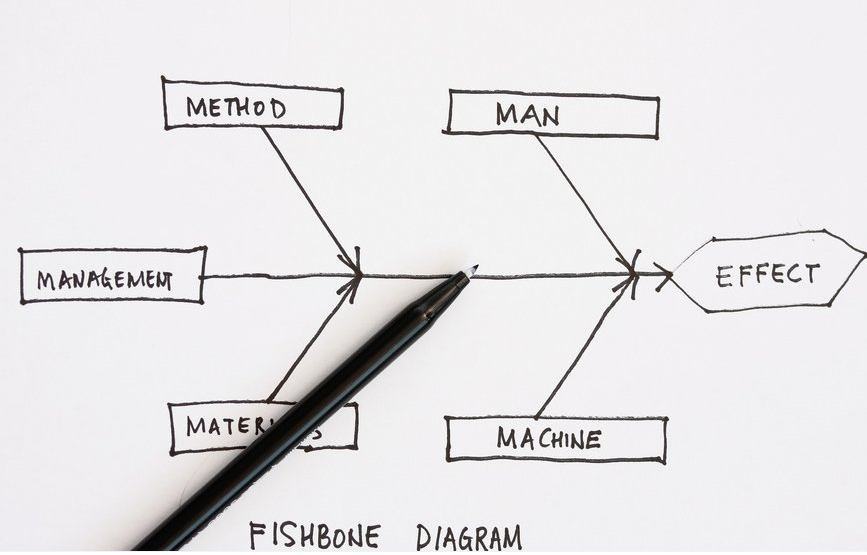 METHOD
MAN
MANAGEMENT
EFFECT
MACHINE
FISHBONE DIAGRAM